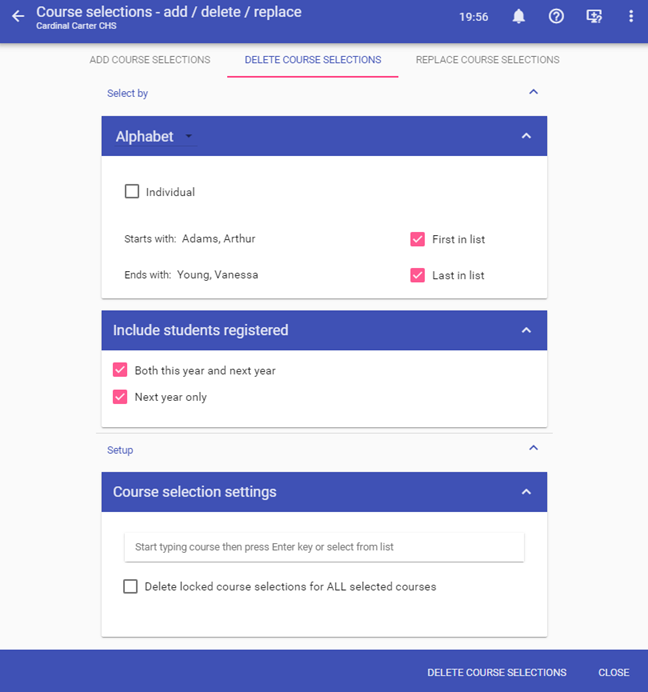 Course selections - add / delete / replace
Cardinal Carter CHS
19:56
ADD COURSE SELECTIONS
DELETE COURSE SELECTIONS
REPLACE COURSE SELECTIONS
Select by
Alphabet
Individual
Starts with: Adams, Arthur
First in list
Ends with: Young, Vanessa
Last in list
Include students registered
Both this year and next year
Next year only
Setup
Course selection settings
Start typing course then press Enter key or select from list
Delete locked course selections for ALL selected courses
DELETE COURSE SELECTIONS
CLOSE